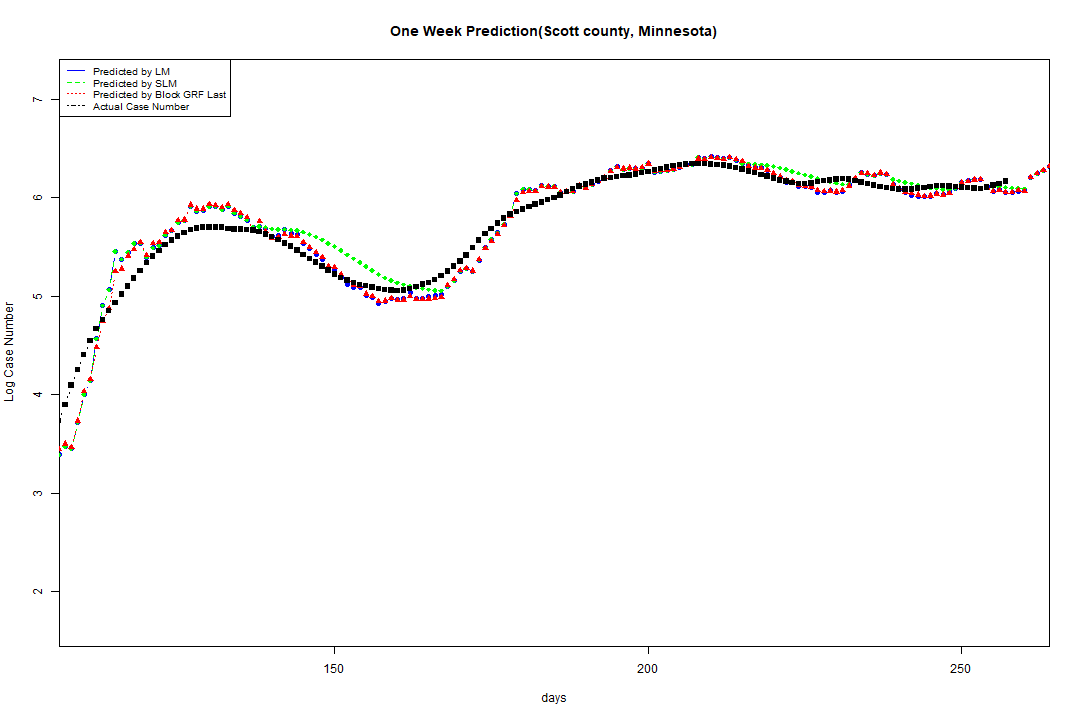 One Week Prediction(Scott county, Minnesota)
Predicted by LM
Predicted by SLM
Predicted by Block GRF Last
Actual Case Number
7
6
5
4
3
2
Log Case Number
150 200 250
days